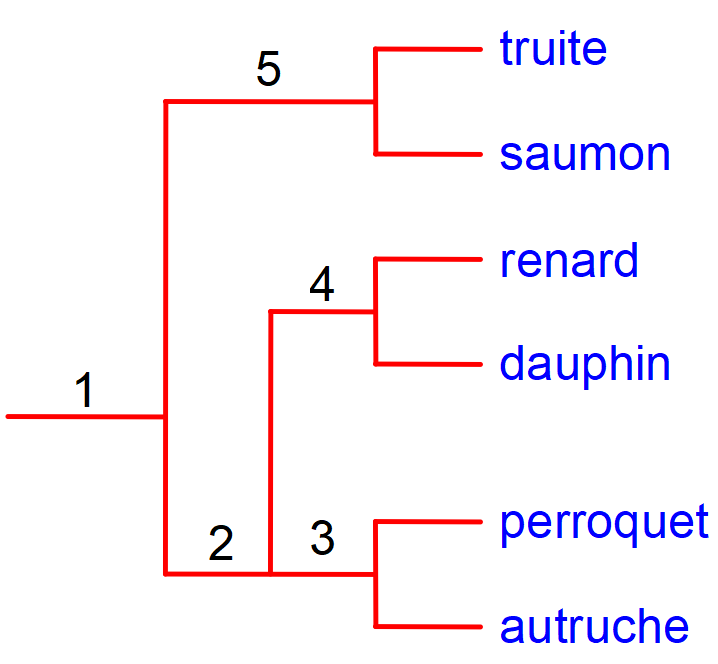 5
truite
saumon
4
renard
dauphin
1
2
3
perroquet
autruche